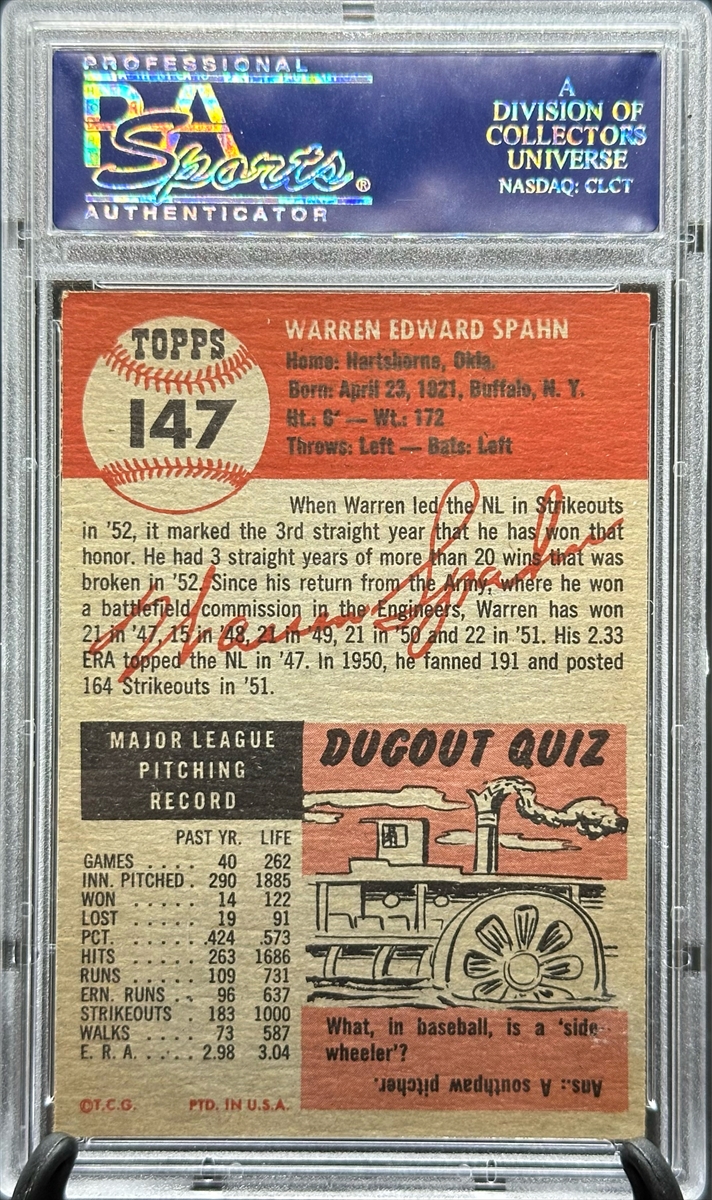 PROFESSIONAL
PSA
Sports®
AUTHENTICATOR
A
DIVISION OF
COLLECTORS
UNIVERSE
NASDAQ: CLCT
TOPPS
147
WARREN EDWARD SPAHN
Home: Hartshorne, Okla.
Born: April 23, 1921, Buffalo, N. Y.
Ht.: 6' — Wt.: 172
Throws: Left — Bats: Left
When Warren led the NL in Strikeouts
in '52, it marked the 3rd straight year that he has won that
honor. He had 3 straight years of more than 20 wins that was
broken in '52. Since his return from the Army, where he won
a battlefield commission in the Engineers, Warren has won
21 in '47, 15 in '48, 21 in '49, 21 in '50 and 22 in '51. His 2.33
ERA topped the NL in '47. In 1950, he fanned 191 and posted
164 Strikeouts in '51.
Warren Spahn
MAJOR LEAGUE
PITCHING
RECORD
PAST YR. LIFE
GAMES .... 40 262
INN. PITCHED . 290 1885
WON ..... 14 122
LOST ..... 19 91
PCT. ..... .424 .573
HITS ..... 263 1686
RUNS ..... 109 731
ERN. RUNS .. 96 637
STRIKEOUTS . 183 1000
WALKS .... 73 587
E. R. A. .... 2.98 3.04
©T.C.G. PTD. IN U.S.A.
DUGOUT QUIZ
What, in baseball, is a 'side-
wheeler'?
Ans.: A southpaw pitcher.